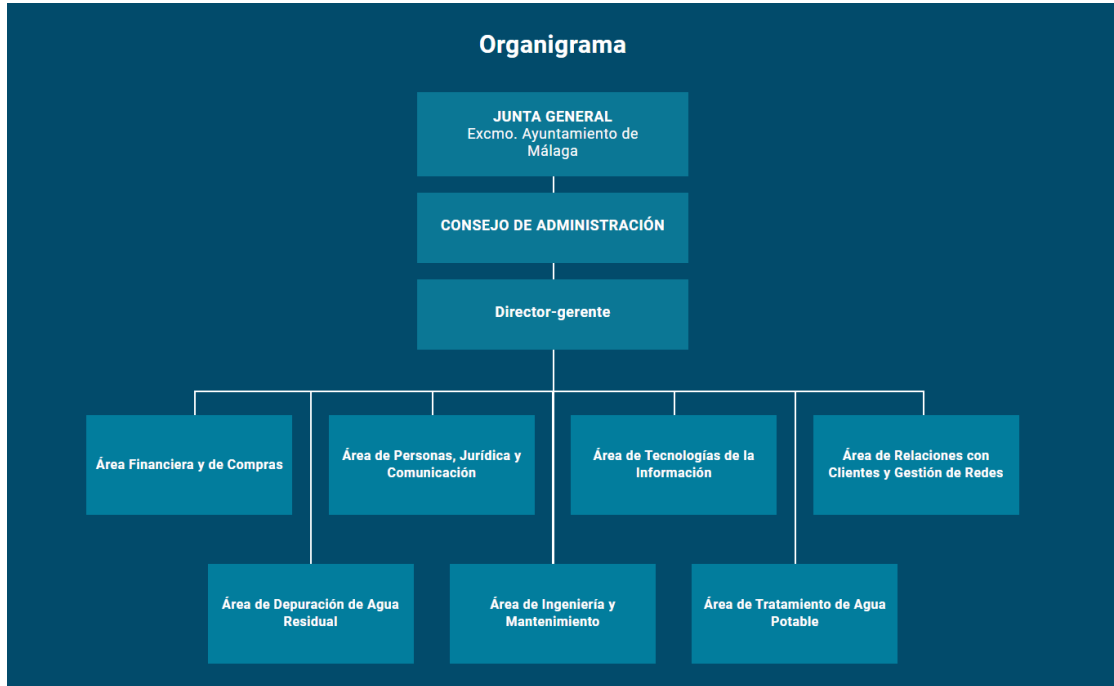 Organigrama
JUNTA GENERAL
Excmo. Ayuntamiento de
Málaga
CONSEJO DE ADMINISTRACIÓN
Director-gerente
Área Financiera y de Compras
Área de Personas, Jurídica y
Comunicación
Área de Tecnologías de la
Información
Área de Relaciones con
Clientes y Gestión de Redes
Área de Depuración de Agua
Residual
Área de Ingeniería y
Mantenimiento
Área de Tratamiento de Agua
Potable